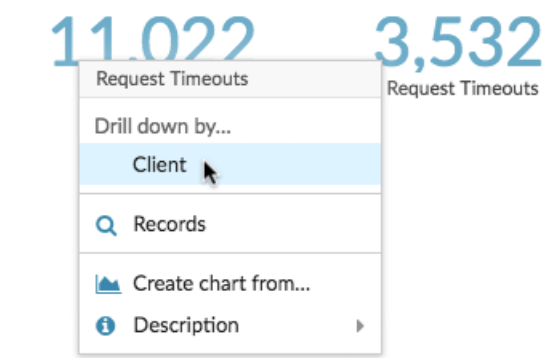 11,022 3,532
Request Timeouts
Request Timeouts
Drill down by...
Client
Records
Create chart from...
Description